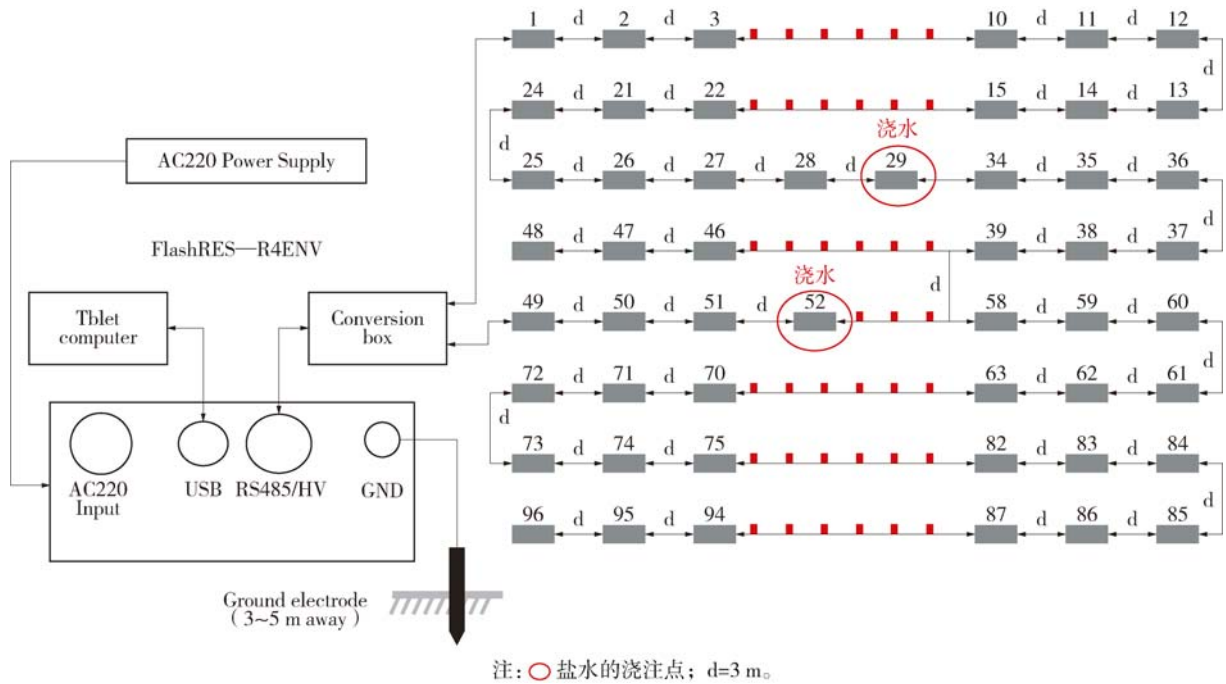 1 d 2 d 3 10 d 11 d 12
d
24 d 21 d 22 15 d 14 d 13
浇水
d
25 d 26 d 27 d 28 d 29 34 d 35 d 36
d
48 d 47 d 46 39 d 38 d 37
浇水
d
49 d 50 d 51 d 52 58 d 59 d 60
d
72 d 71 d 70 63 d 62 d 61
d
73 d 74 d 75 82 d 83 d 84
d
96 d 95 d 94 87 d 86 d 85
AC220 Power Supply
FlashRES—R4ENV
Tblet
computer
Conversion
box
AC220
Input
USB
RS485/HV
GND
Ground electrode
( 3~5 m away )
注: 盐水的浇注点; d=3 m。